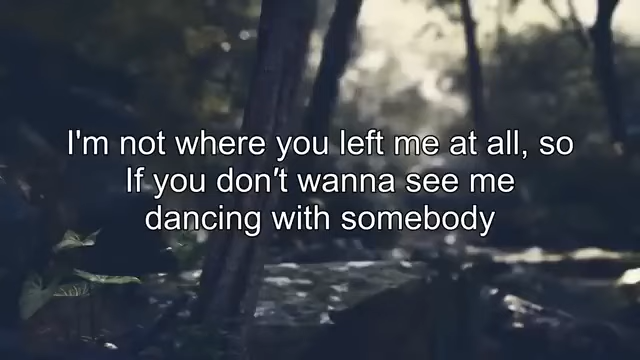 I'm not where you left me at all, so
If you don't wanna see me
dancing with somebody